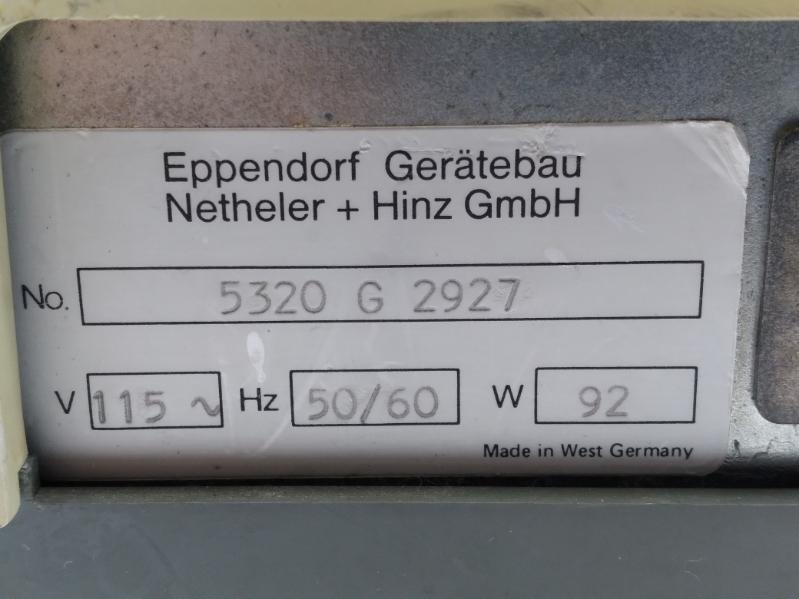 Eppendorf Gerätebau
Netheler + Hinz GmbH
No. 5320 G 2927
V 115 ~ Hz 50/60 W 92
Made in West Germany